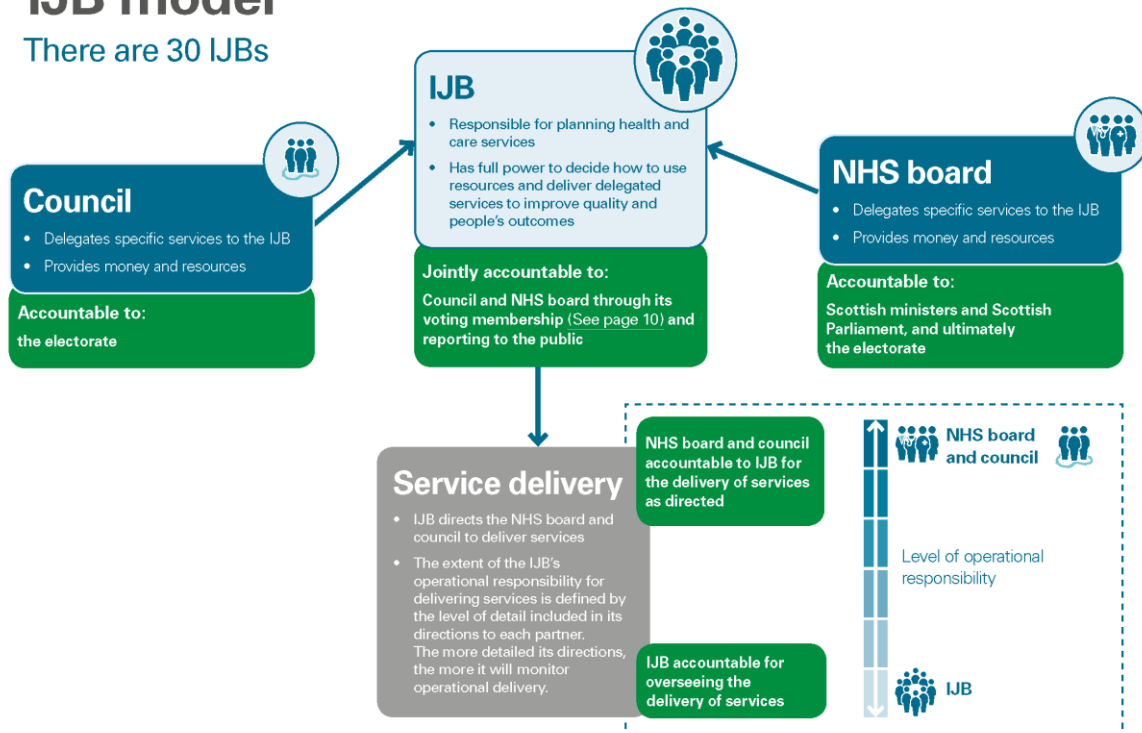 IJB model
There are 30 IJBs
IJB
• Responsible for planning health and
care services
• Has full power to decide how to use
resources and deliver delegated
services to improve quality and
people's outcomes
Jointly accountable to:
Council and NHS board through its
voting membership (See page 10) and
reporting to the public
Council
• Delegates specific services to the IJB
• Provides money and resources
Accountable to:
the electorate
NHS board
• Delegates specific services to the IJB
• Provides money and resources
Accountable to:
Scottish ministers and Scottish
Parliament, and ultimately
the electorate
Service delivery
• IJB directs the NHS board and
council to deliver services
• The extent of the IJB's
operational responsibility for
delivering services is defined by
the level of detail included in its
directions to each partner.
The more detailed its directions,
the more it will monitor
operational delivery.
NHS board and council
accountable to IJB for
the delivery of services
as directed
IJB accountable for
overseeing the
delivery of services
NHS board
and council
Level of operational
responsibility
IJB